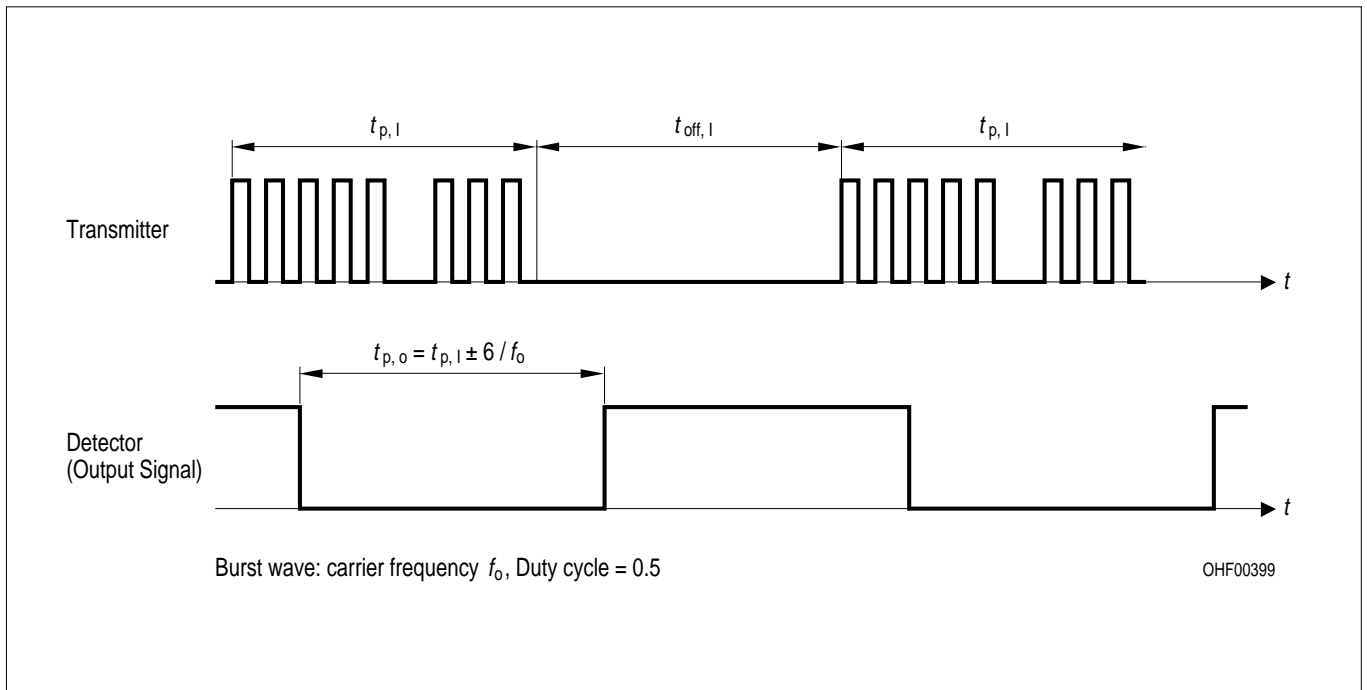 t p, I t off, I t p, I
Transmitter
t
t p, o = t p, I ± 6 / f o
Detector
(Output Signal)
t
Burst wave: carrier frequency f o, Duty cycle = 0.5
OHF00399